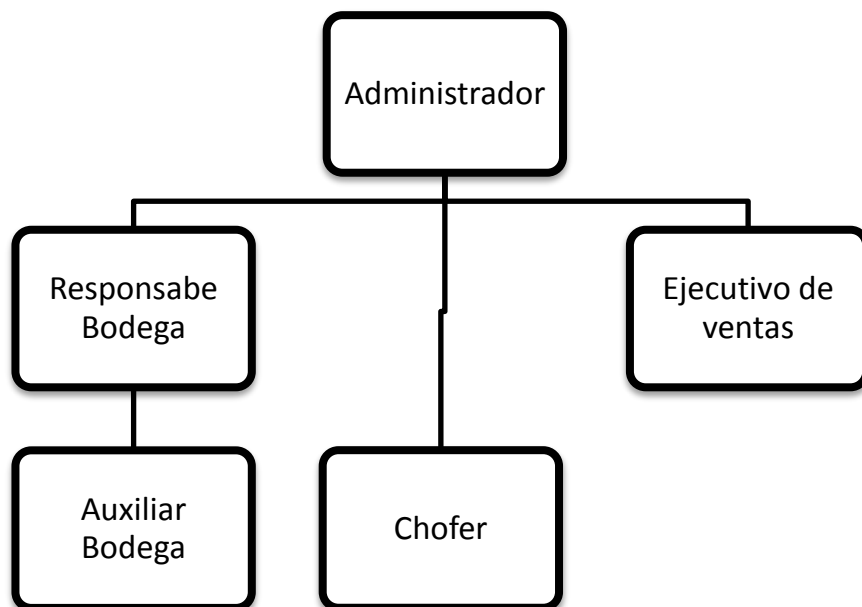 Administrador
Responsabe
Bodega
Ejecutivo de
ventas
Auxiliar
Bodega
Chofer